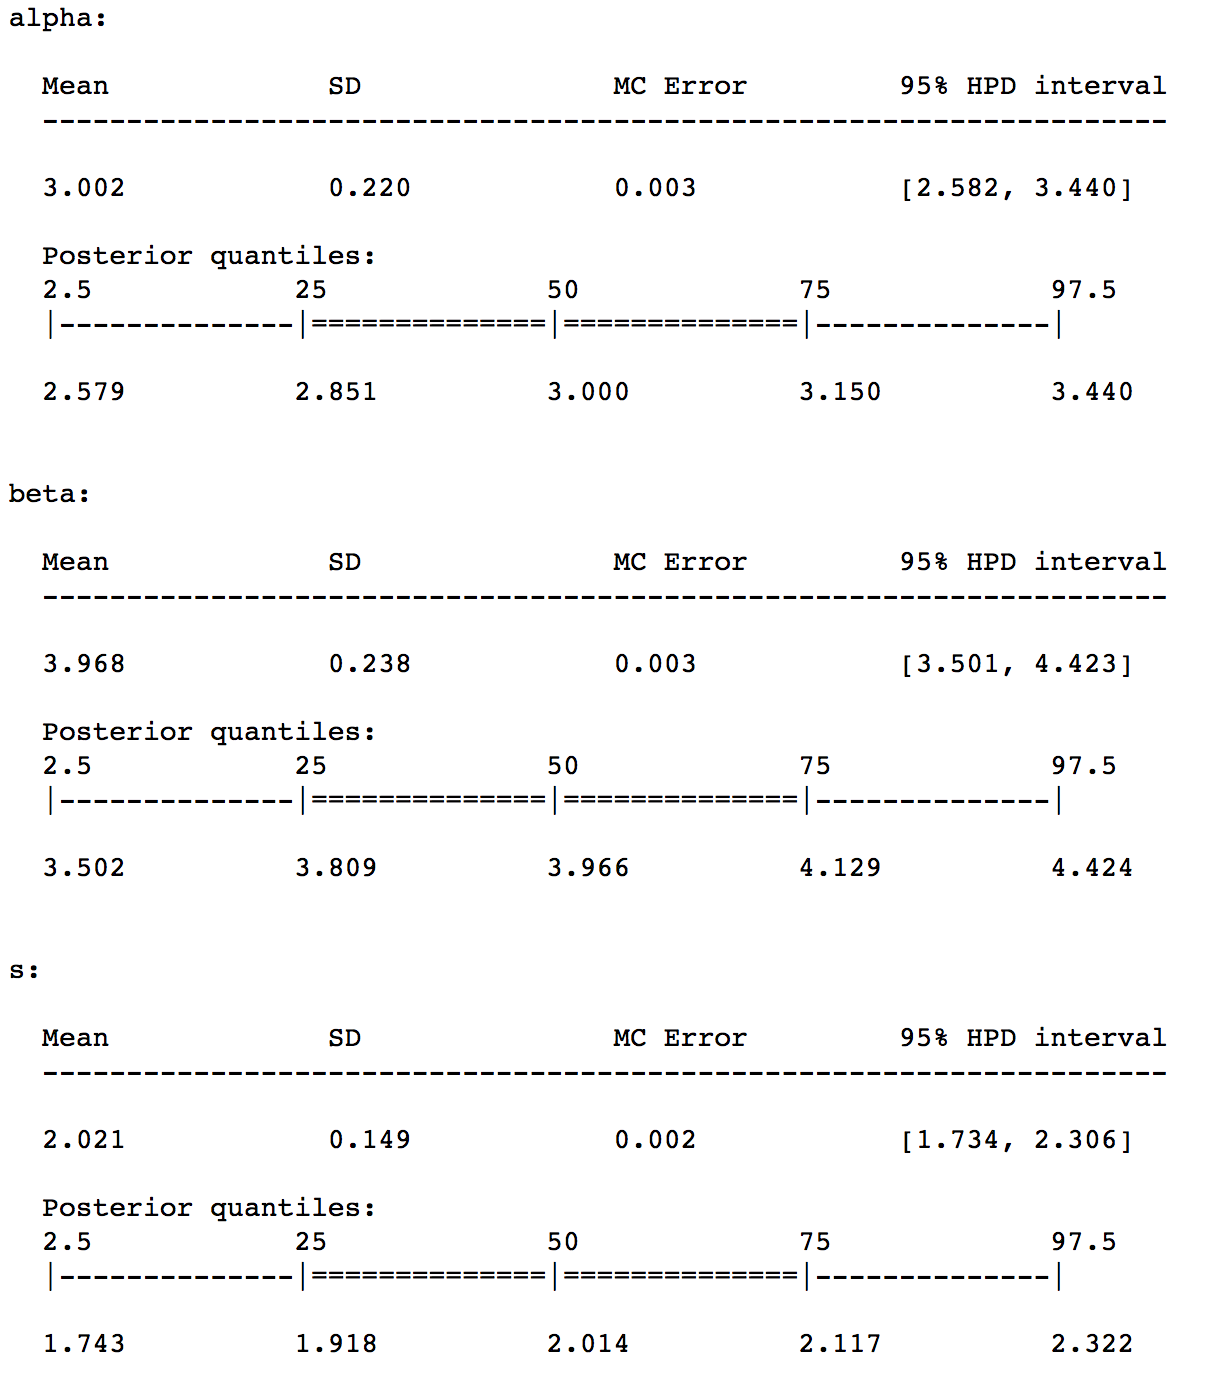 alpha:
Mean SD MC Error 95% HPD interval
-------------------------------------------------------------------
3.002 0.220 0.003 [2.582, 3.440]
Posterior quantiles:
2.5 25 50 75 97.5
|--------------|==============|==============|--------------|
2.579 2.851 3.000 3.150 3.440
beta:
Mean SD MC Error 95% HPD interval
-------------------------------------------------------------------
3.968 0.238 0.003 [3.501, 4.423]
Posterior quantiles:
2.5 25 50 75 97.5
|--------------|==============|==============|--------------|
3.502 3.809 3.966 4.129 4.424
s:
Mean SD MC Error 95% HPD interval
-------------------------------------------------------------------
2.021 0.149 0.002 [1.734, 2.306]
Posterior quantiles:
2.5 25 50 75 97.5
|--------------|==============|==============|--------------|
1.743 1.918 2.014 2.117 2.322